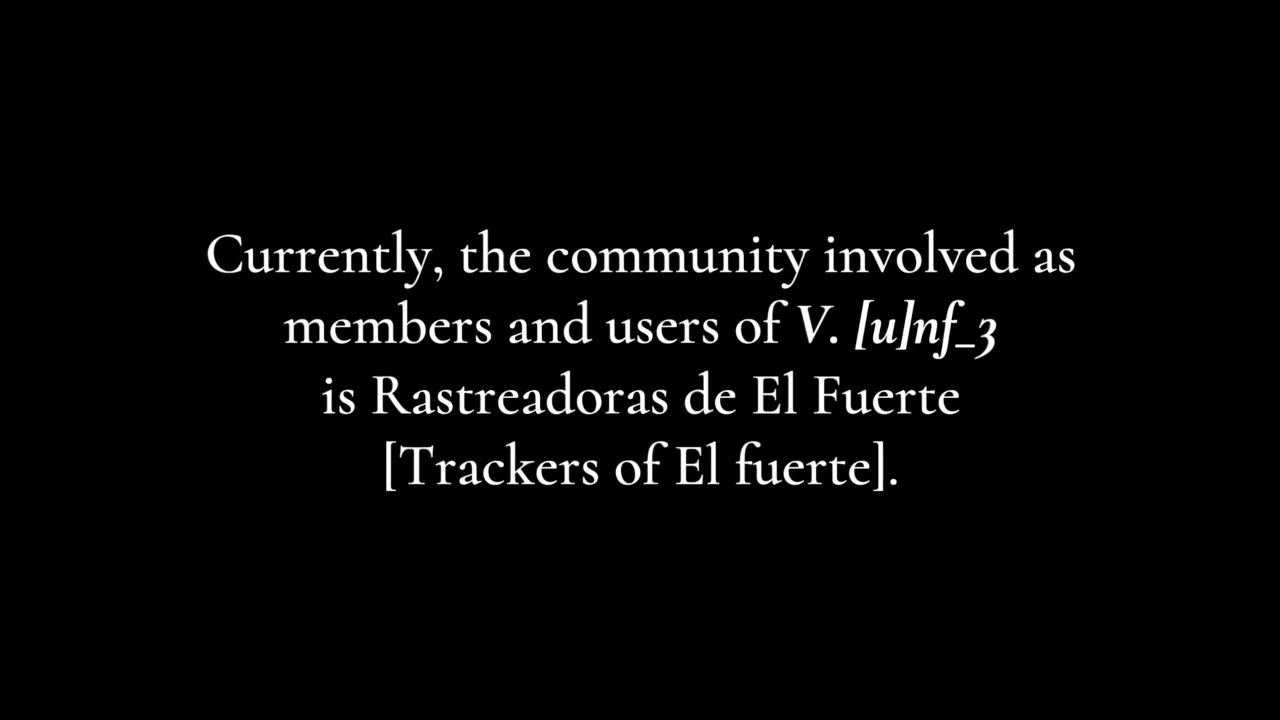 Currently, the community involved as
members and users of V. [u]nf_3
is Rastreadoras de El Fuerte
[Trackers of El fuerte].